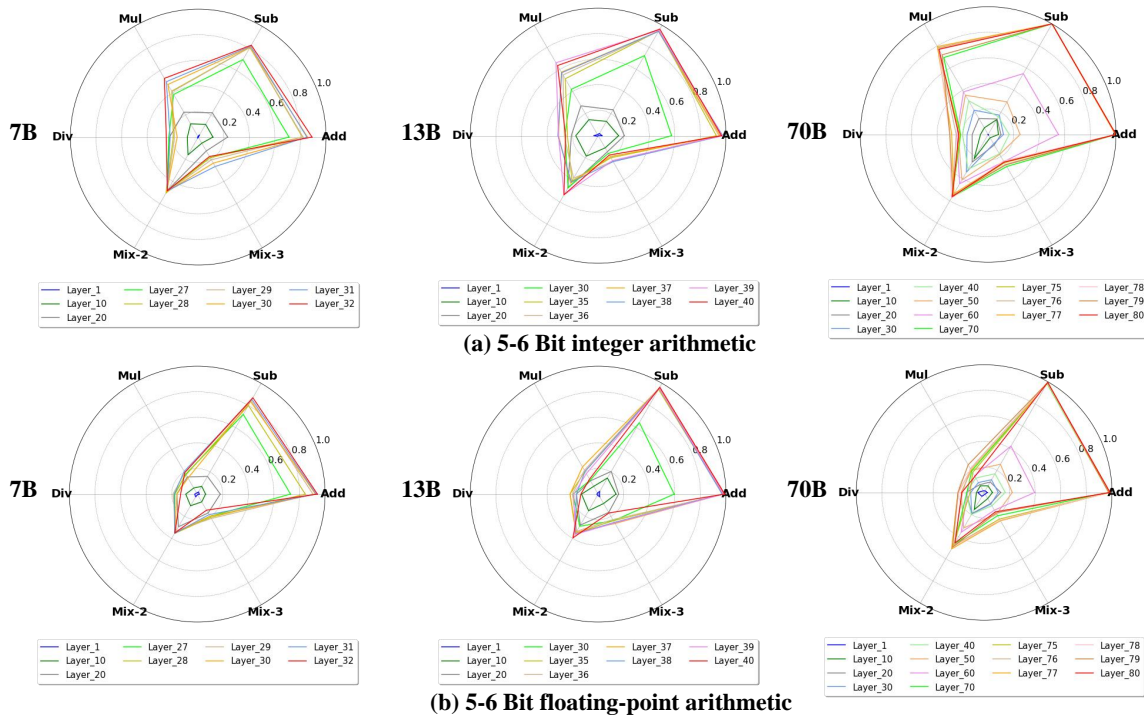 Mul Sub
7B Div 0.2 0.4 0.6 0.8 1.0 Add
Mix-2 Mix-3
Layer_1 Layer_27 Layer_29 Layer_31
Layer_10 Layer_28 Layer_30 Layer_32
Layer_20
Mul Sub
13B Div 0.2 0.4 0.6 0.8 1.0 Add
Mix-2 Mix-3
Layer_1 Layer_30 Layer_37 Layer_39
Layer_10 Layer_35 Layer_38 Layer_40
Layer_20 Layer_36
Mul Sub
70B Div 0.2 0.4 0.6 0.8 1.0 Add
Mix-2 Mix-3
Layer_1 Layer_40 Layer_75 Layer_78
Layer_10 Layer_50 Layer_76 Layer_79
Layer_20 Layer_60 Layer_77 Layer_80
Layer_30 Layer_70
(a) 5-6 Bit integer arithmetic
Mul Sub
7B Div 0.2 0.4 0.6 0.8 1.0 Add
Mix-2 Mix-3
Layer_1 Layer_27 Layer_29 Layer_31
Layer_10 Layer_28 Layer_30 Layer_32
Layer_20
Mul Sub
13B Div 0.2 0.4 0.6 0.8 1.0 Add
Mix-2 Mix-3
Layer_1 Layer_30 Layer_37 Layer_39
Layer_10 Layer_35 Layer_38 Layer_40
Layer_20 Layer_36
Mul Sub
70B Div 0.2 0.4 0.6 0.8 1.0 Add
Mix-2 Mix-3
Layer_1 Layer_40 Layer_75 Layer_78
Layer_10 Layer_50 Layer_76 Layer_79
Layer_20 Layer_60 Layer_77 Layer_80
Layer_30 Layer_70
(b) 5-6 Bit floating-point arithmetic